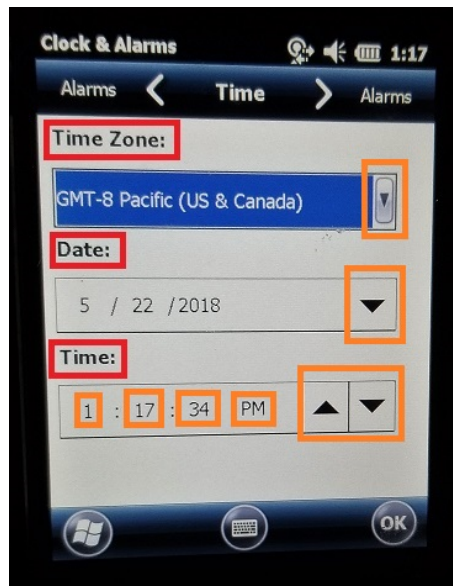 Clock & Alarms 1:17
Alarms Time Alarms
Time Zone:
GMT-8 Pacific (US & Canada)
Date:
5 / 22 /2018
Time:
1 : 17 : 34 PM
OK